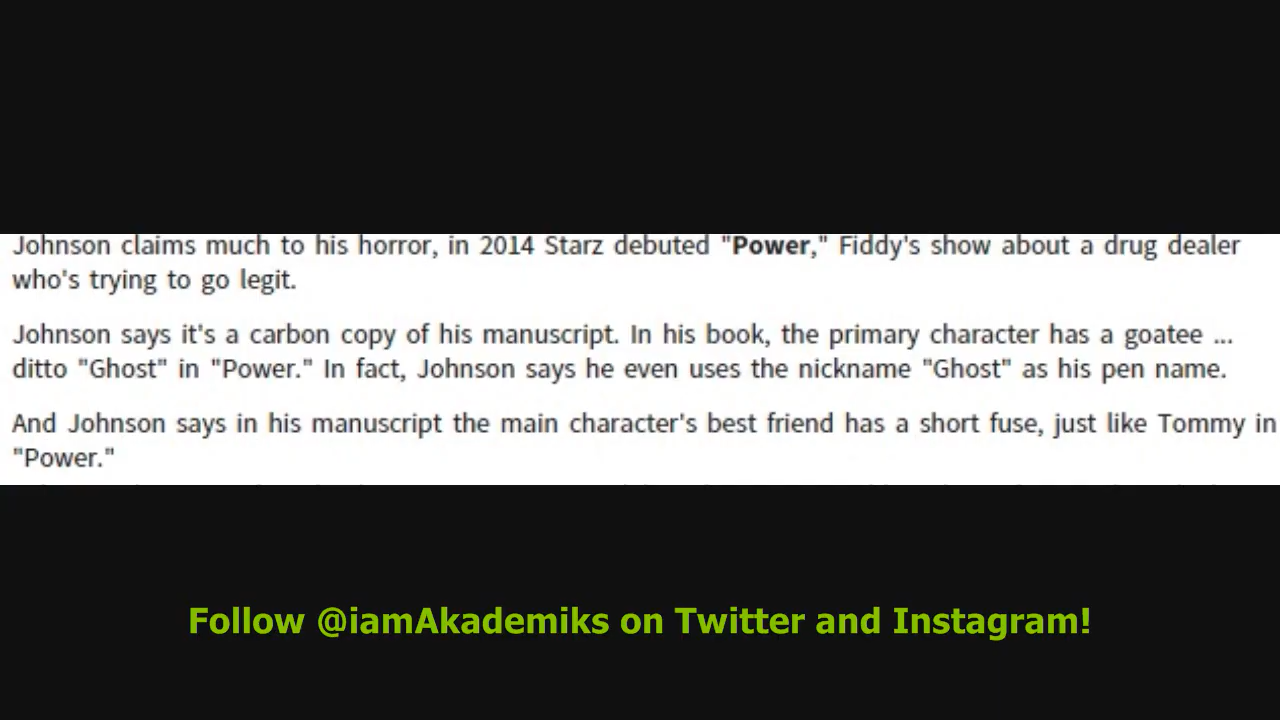 Johnson claims much to his horror, in 2014 Starz debuted "Power," Fiddy's show about a drug dealer
who's trying to go legit.
Johnson says it's a carbon copy of his manuscript. In his book, the primary character has a goatee ...
ditto "Ghost" in "Power." In fact, Johnson says he even uses the nickname "Ghost" as his pen name.
And Johnson says in his manuscript the main character's best friend has a short fuse, just like Tommy in
"Power."
Follow @iamAkademiks on Twitter and Instagram!